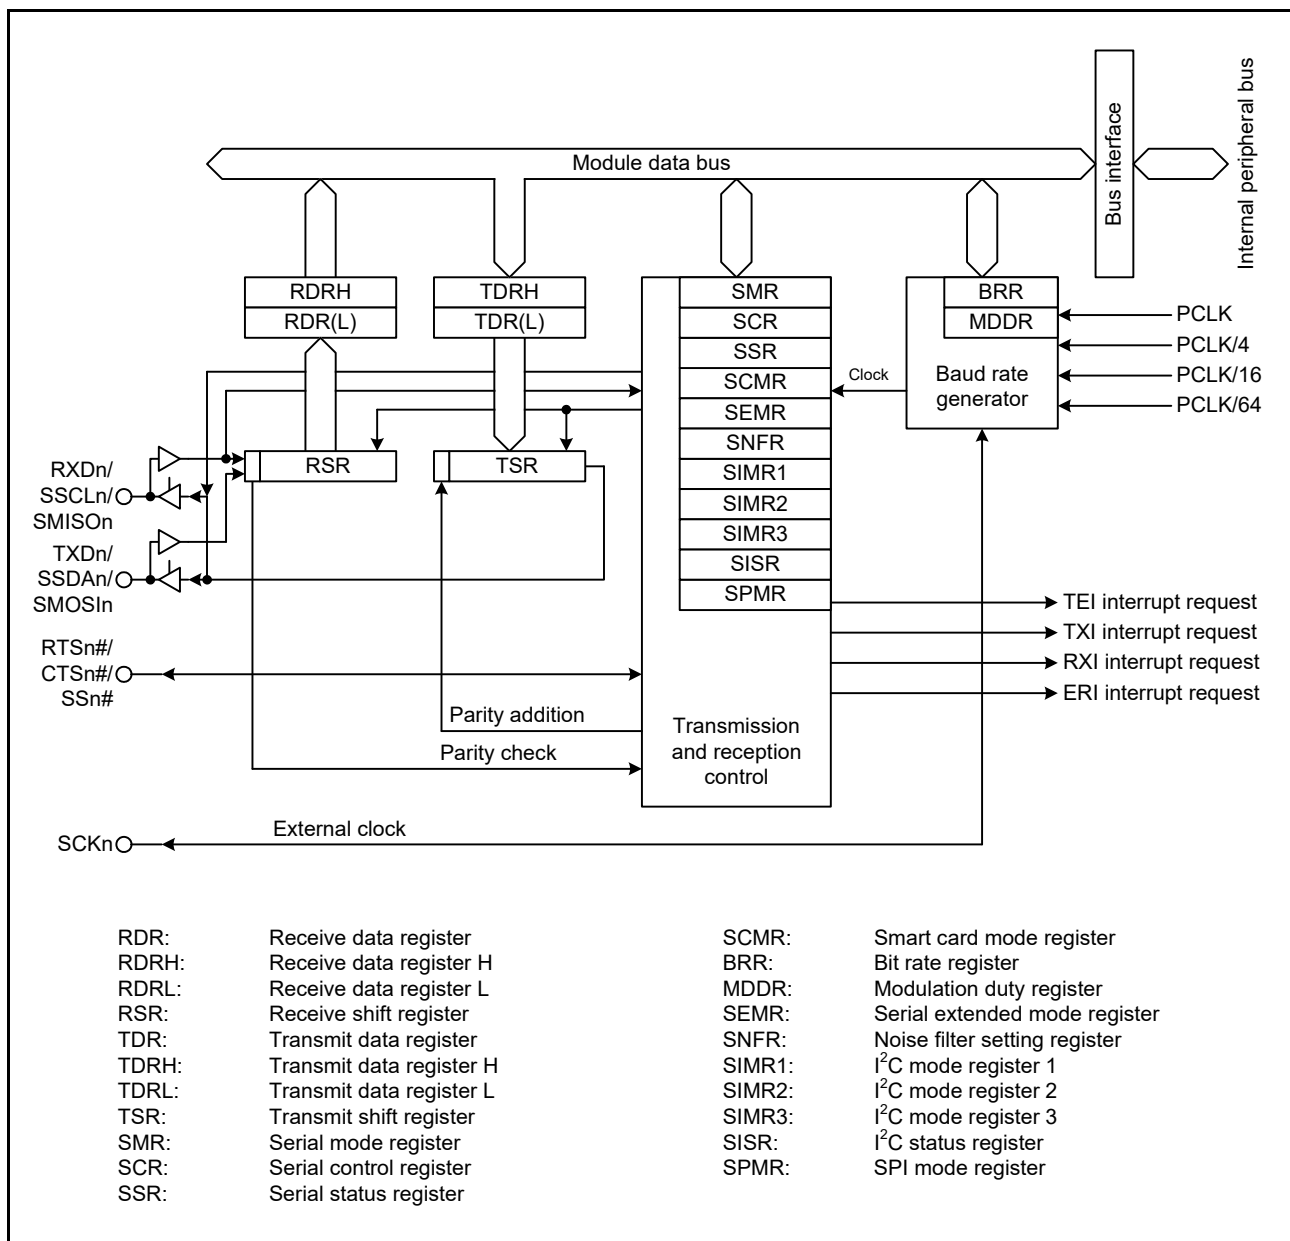 Internal peripheral bus
Bus interface
Module data bus
RDRH
TDRH
SMR
BRR
RDR(L)
TDR(L)
SCR
MDDR
PCLK
SSR
PCLK/4
SCMR
Clock
Baud rate
generator
PCLK/16
SEMR
PCLK/64
SNFR
RXDn/
SSCLn/
SMISOn
RSR
TSR
SIMR1
SIMR2
SIMR3
TXDn/
SSDAn/
SMOSIn
SISR
SPMR
TEI interrupt request
TXI interrupt request
RXI interrupt request
ERI interrupt request
RTSn#/
CTSn#/
SSn#
Parity addition
Parity check
Transmission
and reception
control
External clock
SCKn
RDR: Receive data register
RDRH: Receive data register H
RDRL: Receive data register L
RSR: Receive shift register
TDR: Transmit data register
TDRH: Transmit data register H
TDRL: Transmit data register L
TSR: Transmit shift register
SMR: Serial mode register
SCR: Serial control register
SSR: Serial status register
SCMR: Smart card mode register
BRR: Bit rate register
MDDR: Modulation duty register
SEMR: Serial extended mode register
SNFR: Noise filter setting register
SIMR1: I²C mode register 1
SIMR2: I²C mode register 2
SIMR3: I²C mode register 3
SISR: I²C status register
SPMR: SPI mode register